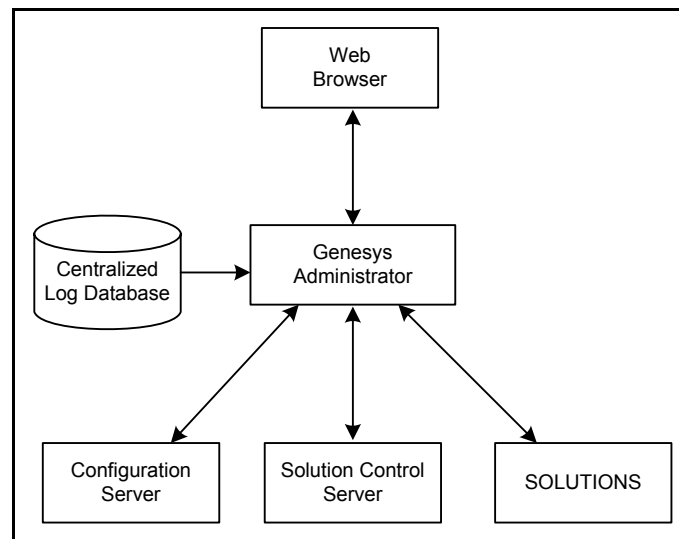 Web
Browser
Genesys
Administrator
Centralized
Log Database
Configuration
Server
Solution Control
Server
SOLUTIONS